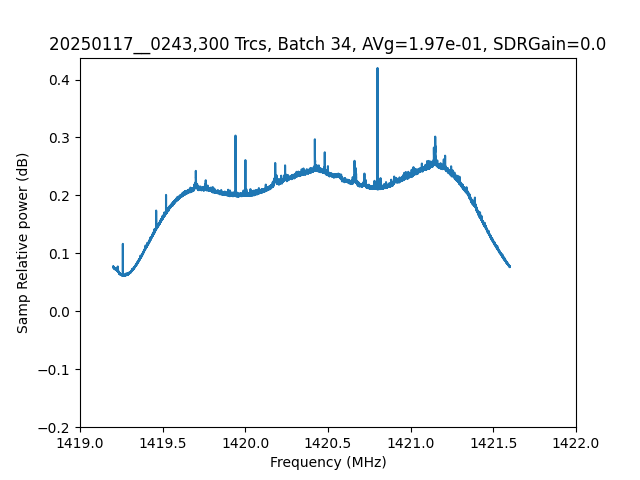 20250117__0243,300 Trcs, Batch 34, AVg=1.97e-01, SDRGain=0.0
Samp Relative power (dB)
0.4
0.3
0.2
0.1
0.0
−0.1
−0.2
1419.0 1419.5 1420.0 1420.5 1421.0 1421.5 1422.0
Frequency (MHz)